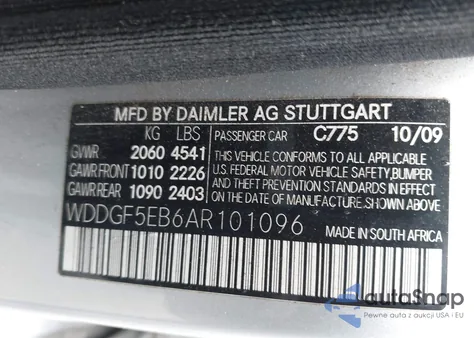 MFD BY DAIMLER AG STUTTGART
KG LBS PASSENGER CAR C775 10/09
GVWR 2060 4541 THIS VEHICLE CONFORMS TO ALL APPLI-
GAWR FRONT 1010 2226 CABLE U.S. FEDERAL MOTOR VEHICLE SAFETY, BUMPER
GAWR REAR 1090 2403 AND THEFT PREVENTION STANDARDS IN EFFECT ON
THE DATE OF MANUFACTURE SHOWN ABOVE.
WDDGF5EB6AR101096 MADE IN SOUTH AFRICA
autoSnap
Pewne auta z aukcji USA i EU